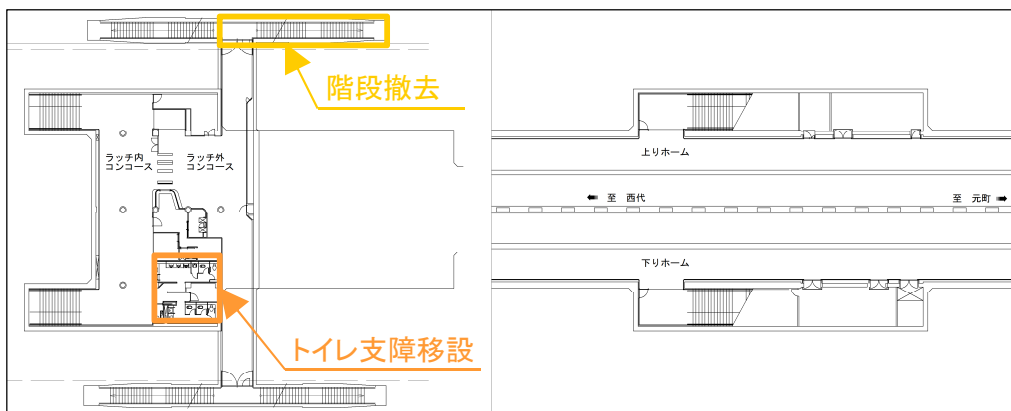 階段撤去
ラッチ内
コンコース
ラッチ外
コンコース
トイレ支障移設
上りホーム
至 西代
至 元町
下りホーム